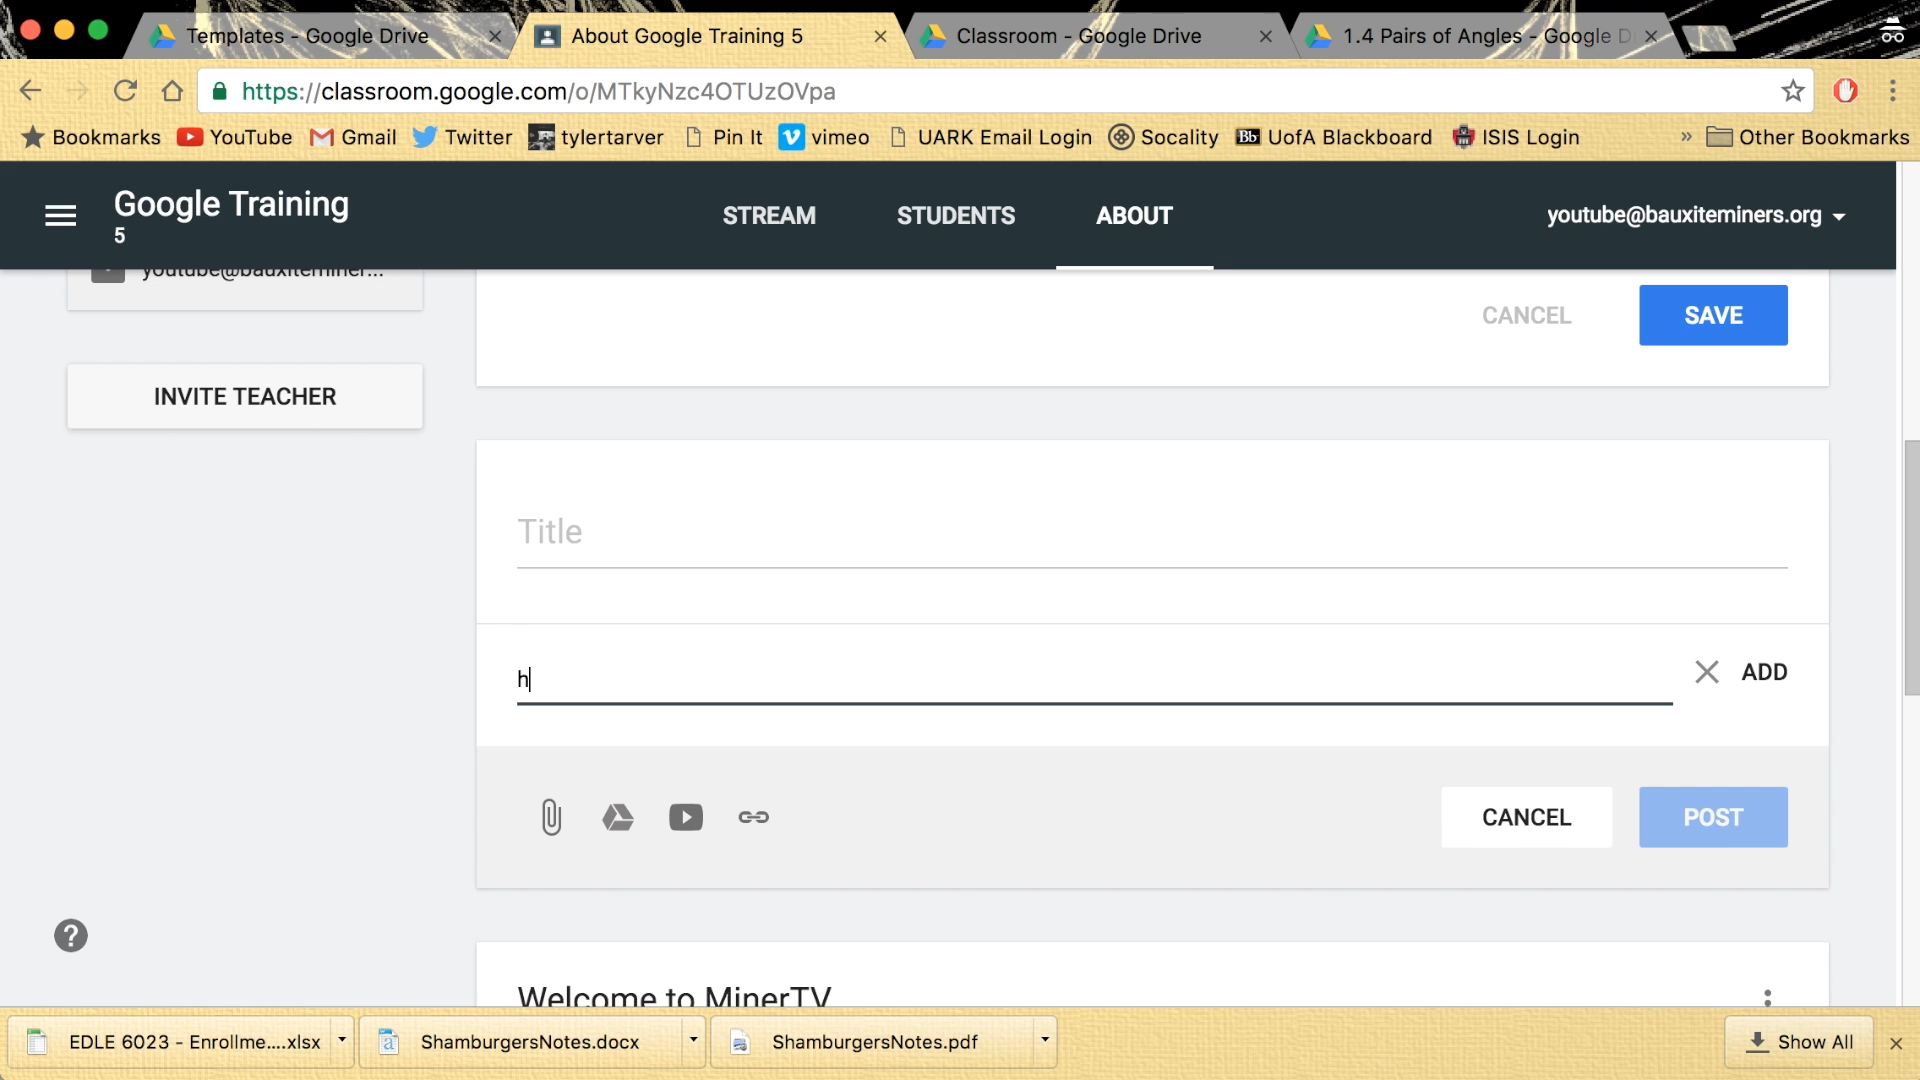 Templates - Google Drive
About Google Training 5
Classroom - Google Drive
1.4 Pairs of Angles - Google D
https://classroom.google.com/o/MTkyNzc4OTUzOVpa
Bookmarks
YouTube
Gmail
Twitter
tylertarver
Pin It
vimeo
UARK Email Login
Socality
Bb UofA Blackboard
ISIS Login
» Other Bookmarks
Google Training
5
STREAM
STUDENTS
ABOUT
youtube@bauxiteminers.org
youtube@bauxiteminer...
CANCEL
SAVE
INVITE TEACHER
Title
h
ADD
CANCEL
POST
?
Welcome to MinerTV
EDLE 6023 - Enrollme....xlsx
ShamburgersNotes.docx
ShamburgersNotes.pdf
Show All